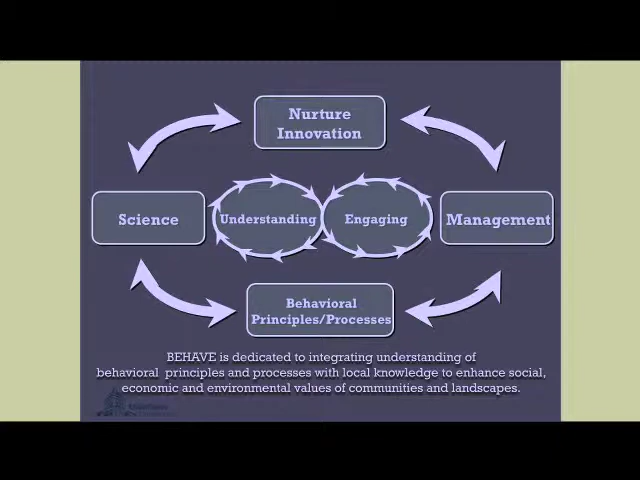 Nurture
Innovation
Science
Understanding
Engaging
Management
Behavioral
Principles/Processes
BEHAVE is dedicated to integrating understanding of
behavioral principles and processes with local knowledge to enhance social,
economic and environmental values of communities and landscapes.